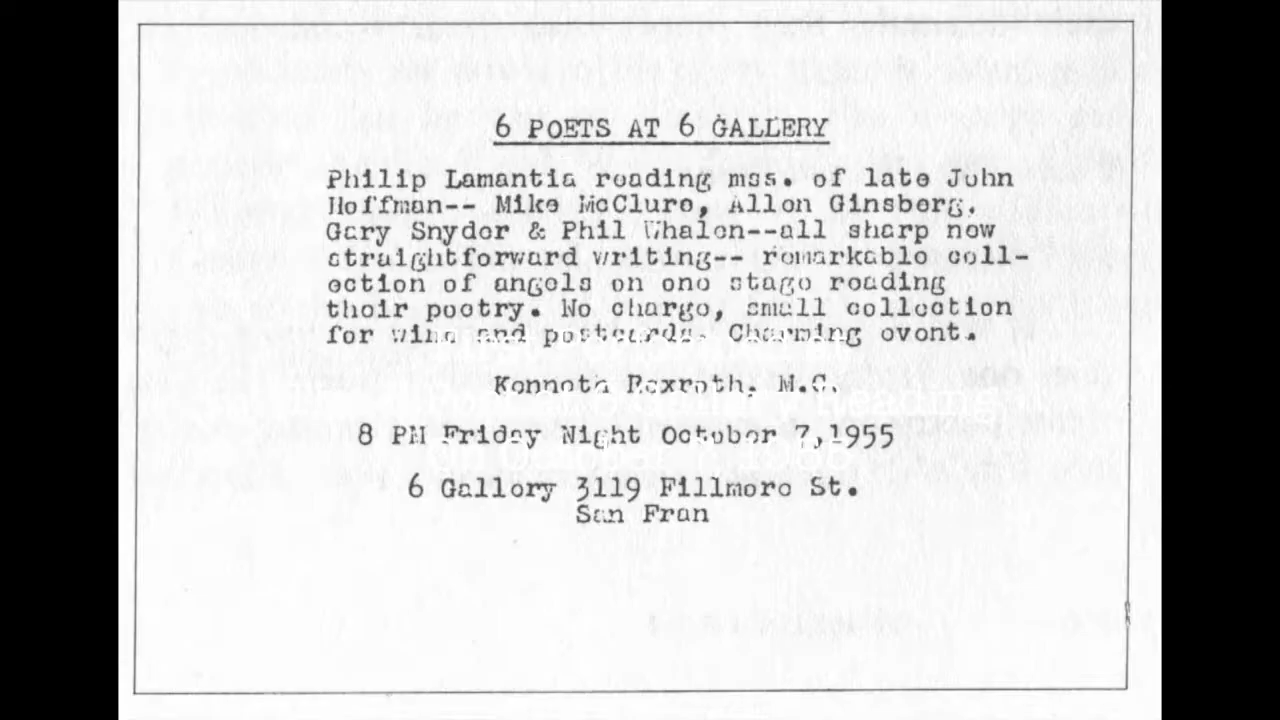 6 POETS AT 6 GALLERY
Philip Lamantia reading mss. of late John
Hoffman-- Mike McClure, Allen Ginsberg,
Gary Snyder & Phil Whalen--all sharp new
straightforward writing-- remarkable coll-
ection of angels on one stage reading
their poetry. No charge, small collection
for wine and postcards. Charming event.
Kenneth Rexroth, M.C.
8 PM Friday Night October 7,1955
6 Gallery 3119 Fillmore St.
San Fran